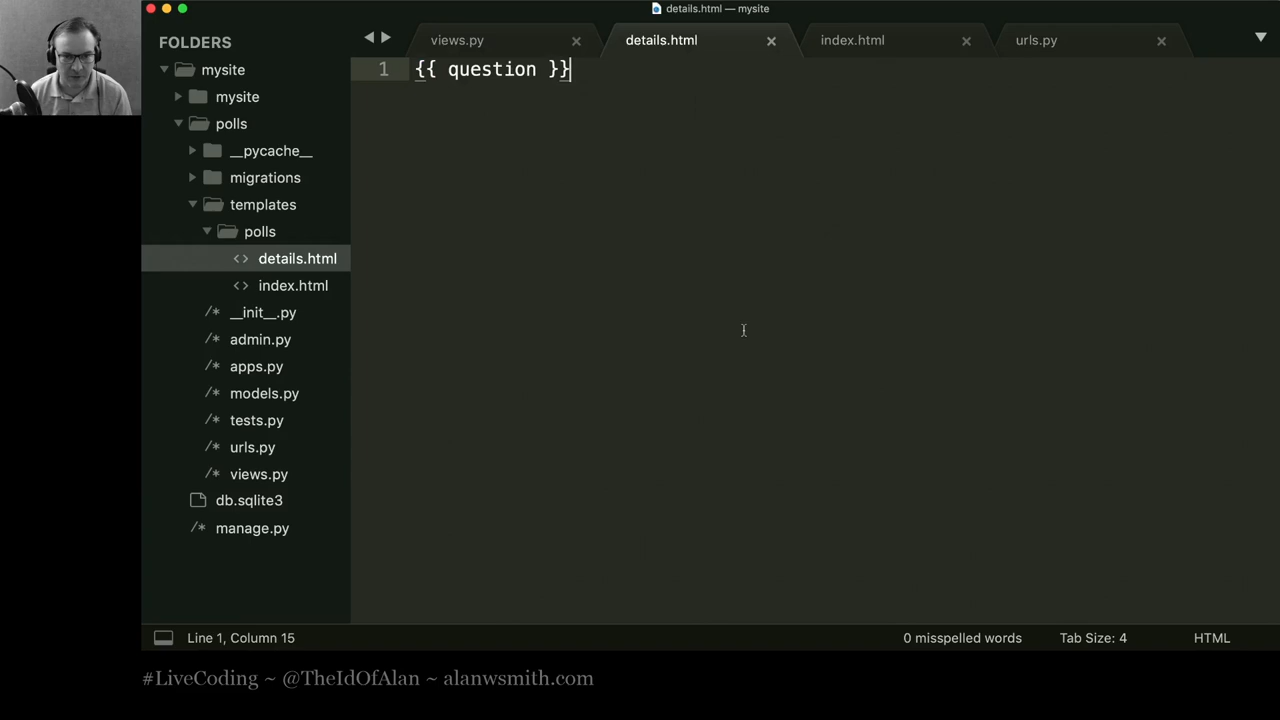 details.html — mysite
FOLDERS
mysite
mysite
polls
__pycache__
migrations
templates
polls
<> details.html
<> index.html
/* __init__.py
/* admin.py
/* apps.py
/* models.py
/* tests.py
/* urls.py
/* views.py
db.sqlite3
/* manage.py
views.py
details.html
index.html
urls.py
1 {{ question }}
Line 1, Column 15
0 misspelled words
Tab Size: 4
HTML
#LiveCoding ~ @TheIdOfAlan ~ alanwsmith.com